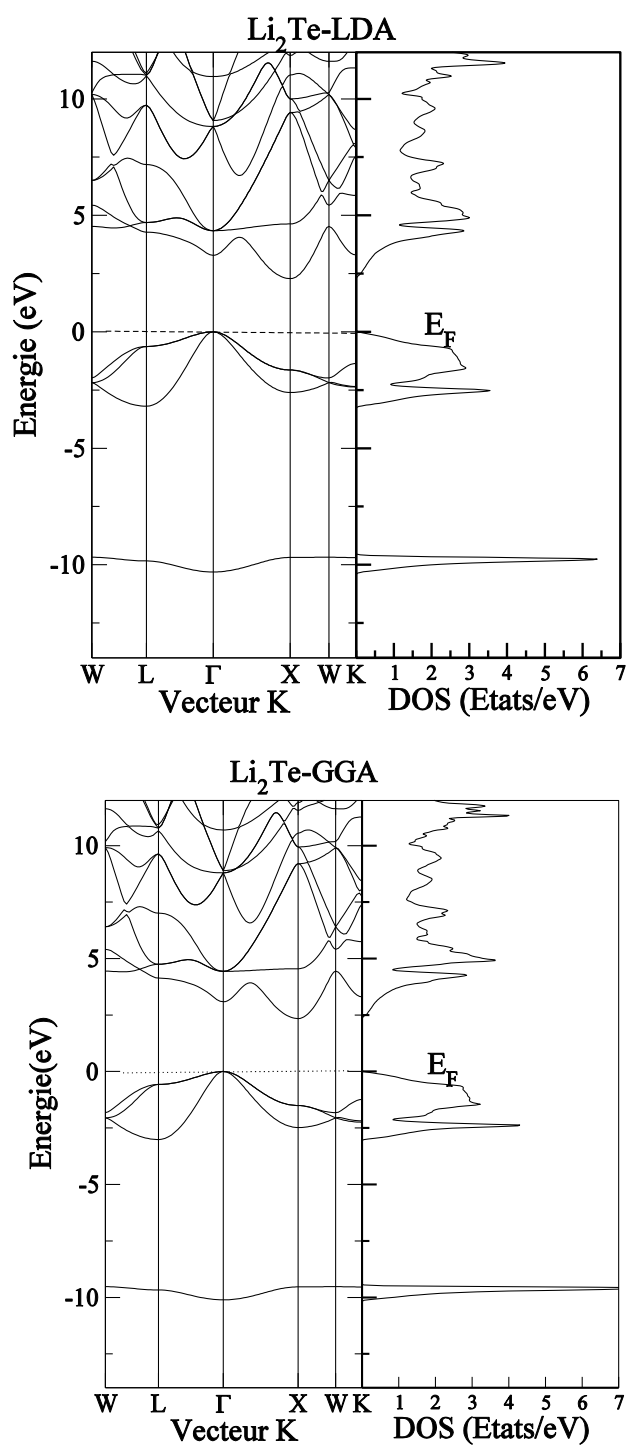 Li₂Te-LDA
10
5
0
-5
-10
Energie (eV)
E_F
W L Γ X W K
1 2 3 4 5 6 7
Vecteur K
DOS (Etats/eV)
Li₂Te-GGA
10
5
0
-5
-10
Energie(eV)
E_F
W L Γ X W K
1 2 3 4 5 6 7
Vecteur K
DOS (Etats/eV)